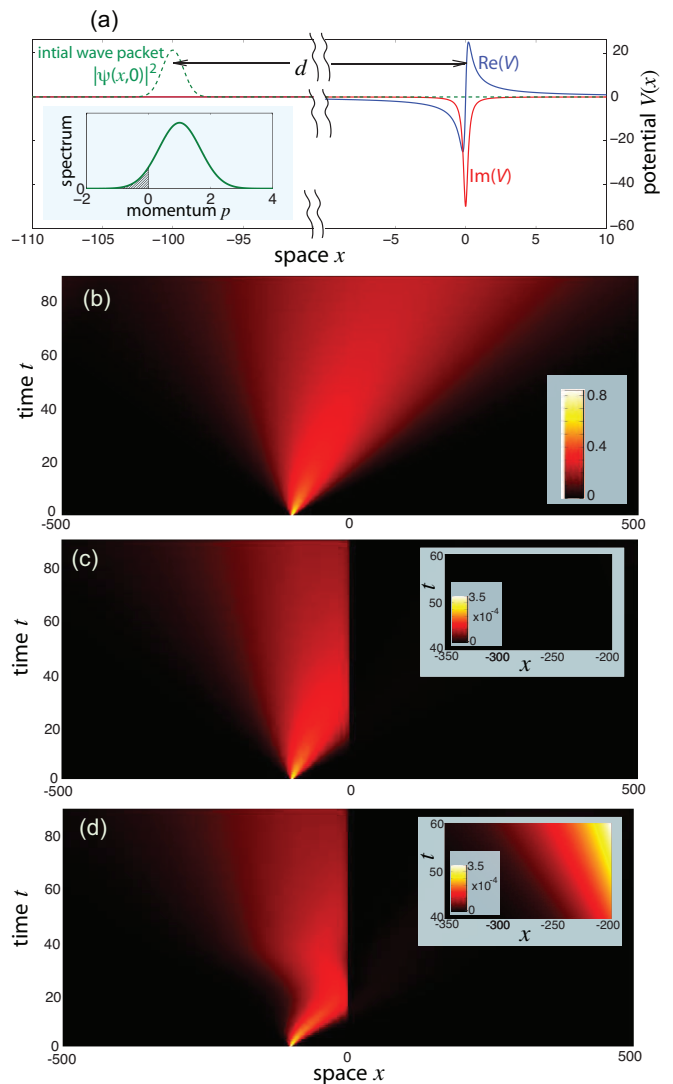 (a)
intial wave packet
|ψ(x,0)|²
d
Re(V)
Im(V)
20
0
-20
-40
-60
potential V(x)
spectrum
0
-2 0 2 4
momentum p
-110 -105 -100 -95 -5 0 5 10
space x
(b)
80
60
40
20
0
time t
0.8
0.4
0
-500 0 500
(c)
80
60
40
20
0
time t
60
50
40
t
3.5
x10⁻⁴
0
-350 -300 -250 -200
x
-500 0 500
(d)
80
60
40
20
0
time t
60
50
40
t
3.5
x10⁻⁴
0
-350 -300 -250 -200
x
-500 0 500
space x